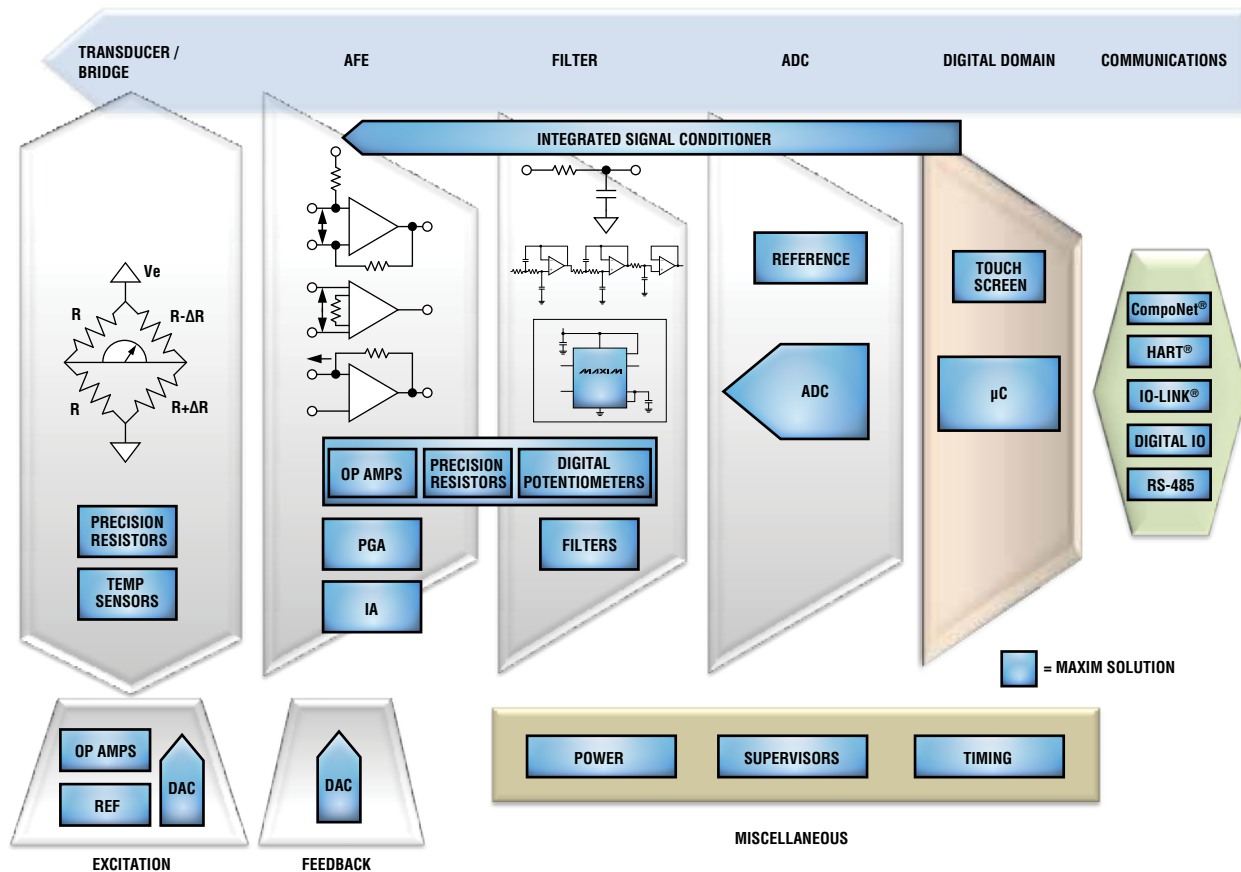 TRANSDUCER /
BRIDGE
AFE
FILTER
ADC
DIGITAL DOMAIN
COMMUNICATIONS
INTEGRATED SIGNAL CONDITIONER
Ve
R
R-ΔR
R
R+ΔR
PRECISION
RESISTORS
TEMP
SENSORS
MAXIM
OP AMPS
PRECISION
RESISTORS
DIGITAL
POTENTIOMETERS
PGA
IA
FILTERS
REFERENCE
ADC
TOUCH
SCREEN
µC
CompoNet®
HART®
IO-LINK®
DIGITAL IO
RS-485
= MAXIM SOLUTION
OP AMPS
REF
DAC
EXCITATION
DAC
FEEDBACK
POWER
SUPERVISORS
TIMING
MISCELLANEOUS